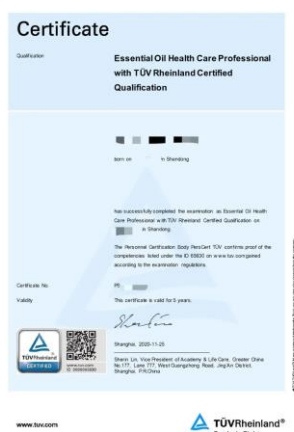 Certificate
Qualification
Essential Oil Health Care Professional
with TÜV Rheinland Certified
Qualification
born on
in Shandong
has successfully completed the examination as Essential Oil Health
Care Professional with TÜV Rheinland Certified Qualification on
in Shandong.
The Personnel Certification Body PersCert TÜV confirms proof of the
competencies listed under the ID on www.tuv.com gained
according to the examination regulations.
Certificate No.
PE
Validity
This certificate is valid for 5 years.
Shanghai, 2020-11-25
Sherin Lin, Vice President of Academy & Life Care, Greater China
No.177, Lane 777, West Guangzhong Road, Jing'An District,
Shanghai, P.R.China
TÜVRheinland
CERTIFIED
www.tuv.com
TÜVRheinland®